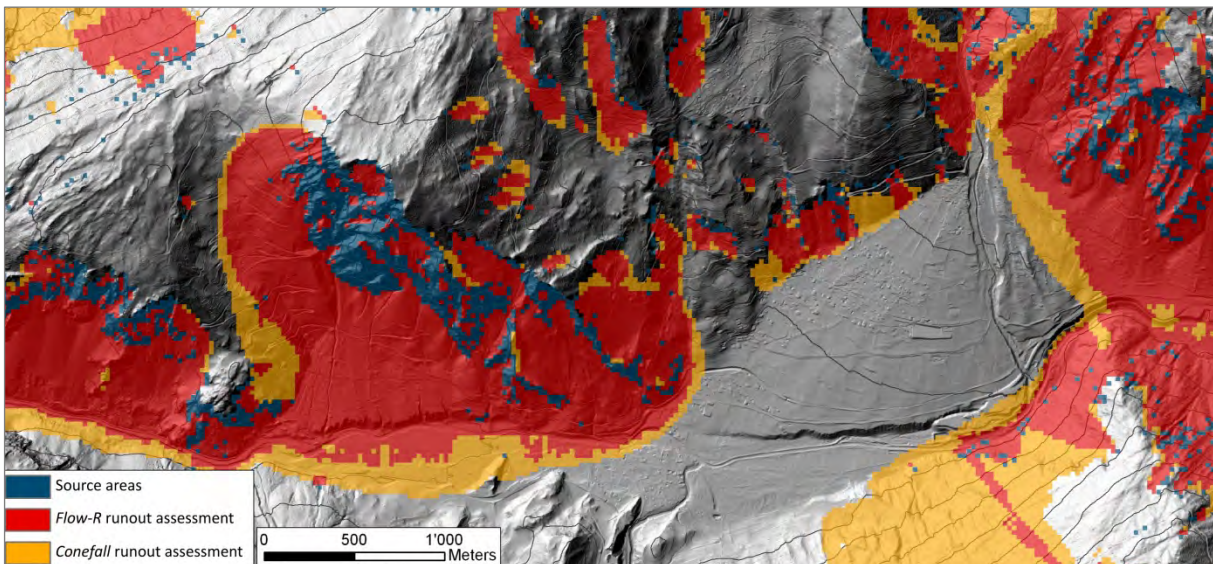 Source areas
Flow-R runout assessment
Conefall runout assessment
0 500 1'000
Meters